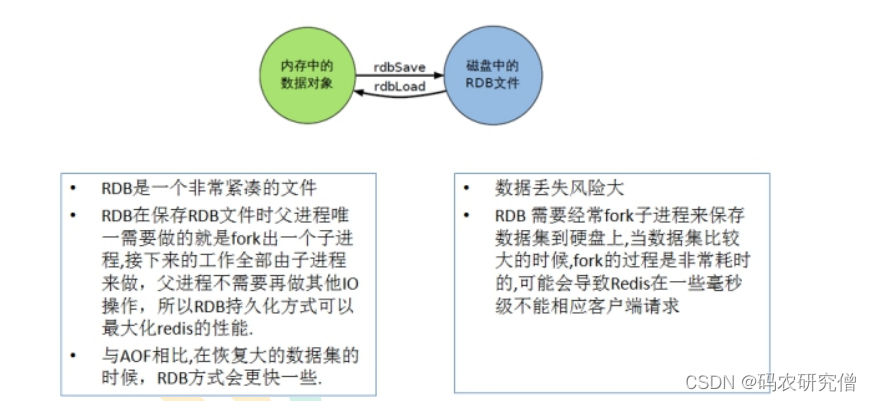 内存中的
数据对象
rdbSave
rdbLoad
磁盘中的
RDB文件
• RDB是一个非常紧凑的文件
• RDB在保存RDB文件时父进程唯
一需要做的就是fork出一个子进
程,接下来的工作全部由子进程
来做，父进程不需要再做其他IO
操作，所以RDB持久化方式可以
最大化redis的性能.
• 与AOF相比,在恢复大的数据集的
时候，RDB方式会更快一些.
• 数据丢失风险大
• RDB 需要经常fork子进程来保存
数据集到硬盘上,当数据集比较
大的时候,fork的过程是非常耗时
的,可能会导致Redis在一些毫秒
级不能相应客户端请求
CSDN @码农研究僧